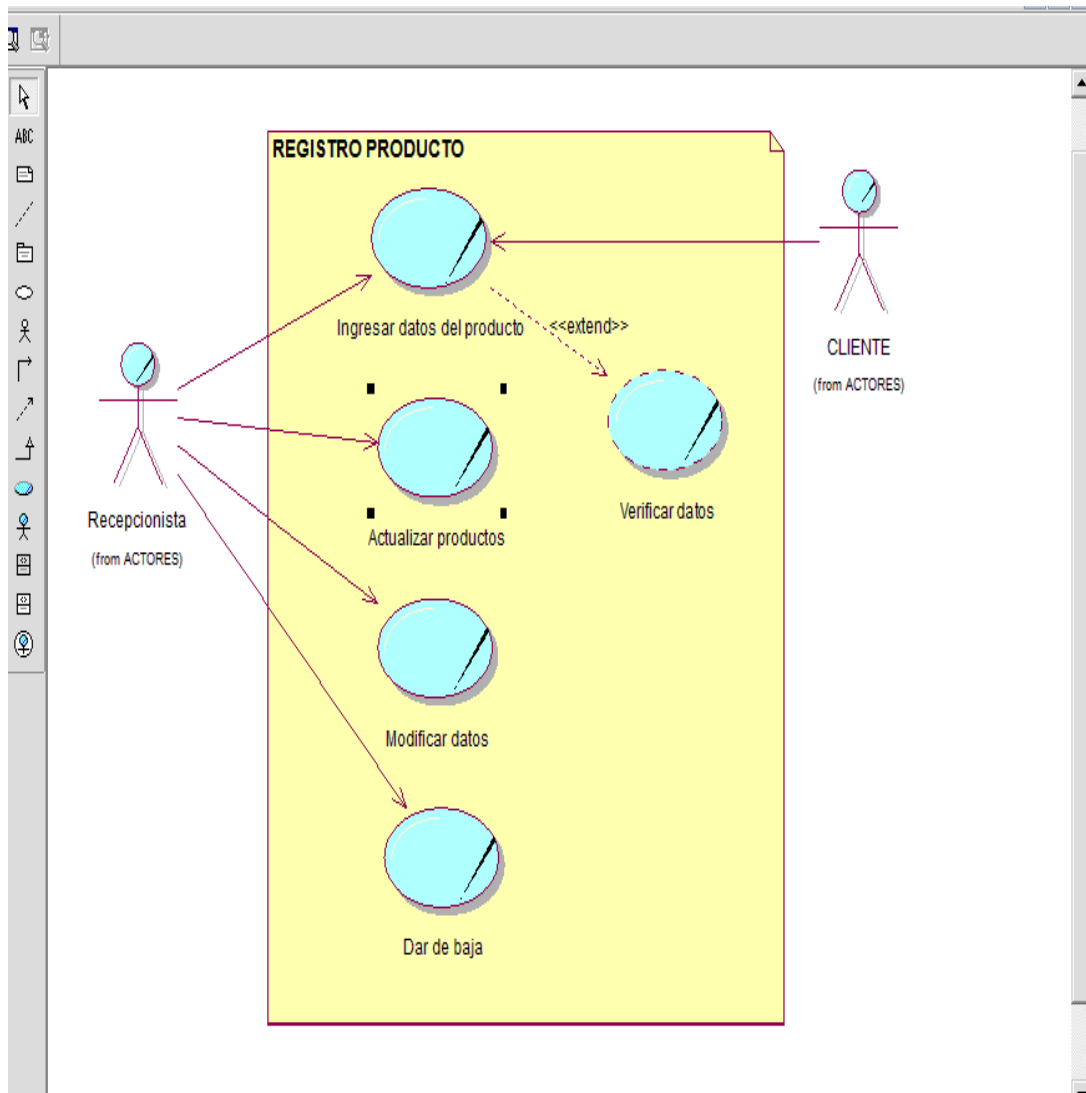 ABC
REGISTRO PRODUCTO
Ingresar datos del producto
<<extend>>
CLIENTE
(from ACTORES)
Recepcionista
(from ACTORES)
Actualizar productos
Verificar datos
Modificar datos
Dar de baja